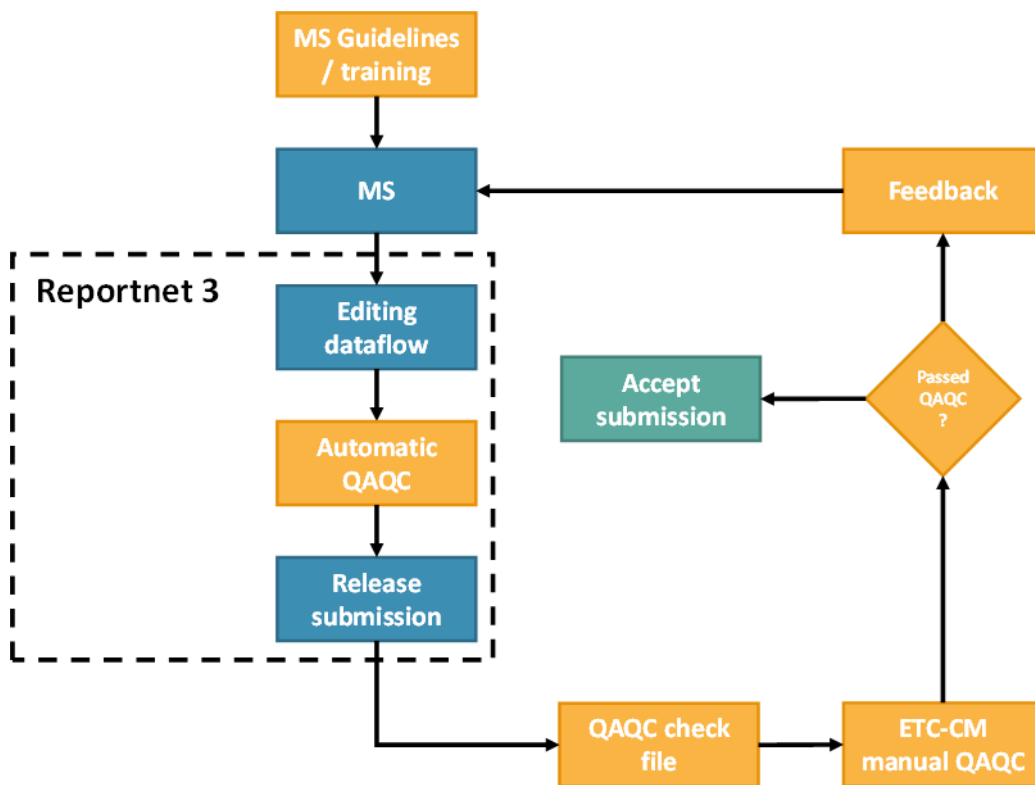 MS Guidelines
/ training
MS
Feedback
Reportnet 3
Editing
dataflow
Accept
submission
Passed
QAQC
?
Automatic
QAQC
Release
submission
QAQC check
file
ETC-CM
manual QAQC